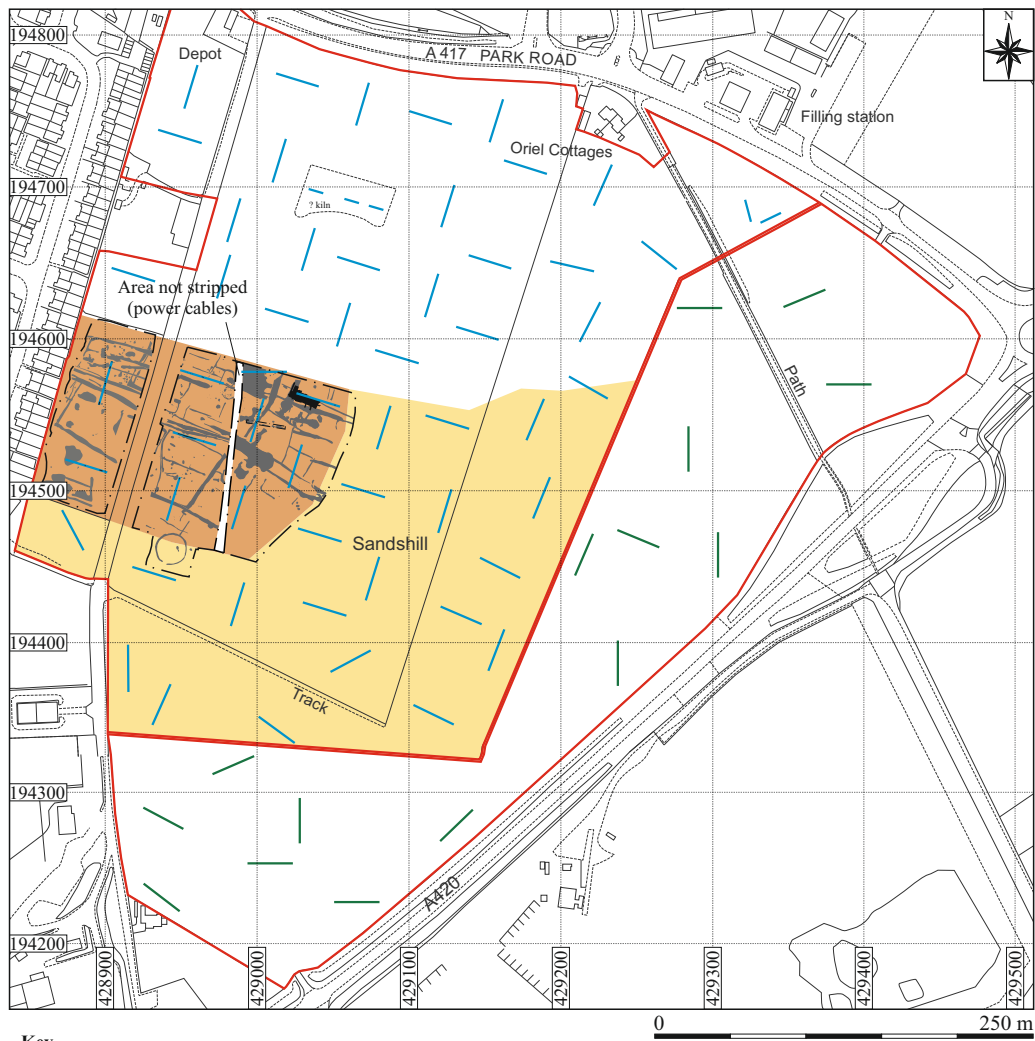 N
194800
Depot
A 417 PARK ROAD
Filling station
Oriel Cottages
194700
? kiln
Area not stripped
(power cables)
194600
Path
194500
Sandshill
194400
Track
194300
A420
194200
428900
429000
429100
429200
429300
429400
429500
0
250 m
Key